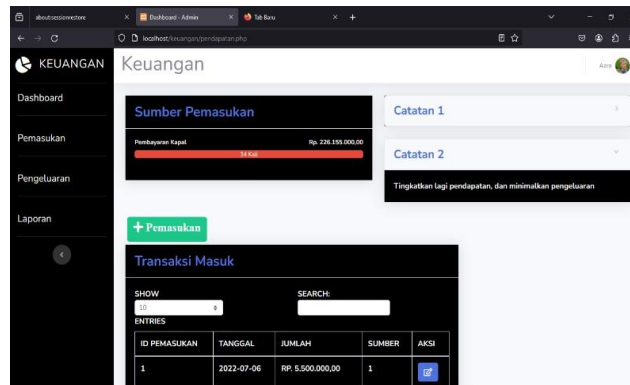 about:sessionrestore
Dashboard - Admin
Tab Baru
localhost/keuangan/pendapatan.php
KEUANGAN
Keuangan
Azra
Dashboard
Pemasukan
Pengeluaran
Laporan
Sumber Pemasukan
Pembayaran Kapal Rp. 226.155.000,00
34 Kali
Catatan 1
Catatan 2
Tingkatkan lagi pendapatan, dan minimalkan pengeluaran
+ Pemasukan
Transaksi Masuk
SHOW
10
ENTRIES
SEARCH:
ID PEMASUKAN TANGGAL JUMLAH SUMBER AKSI
1 2022-07-06 RP. 5.500.000,00 1